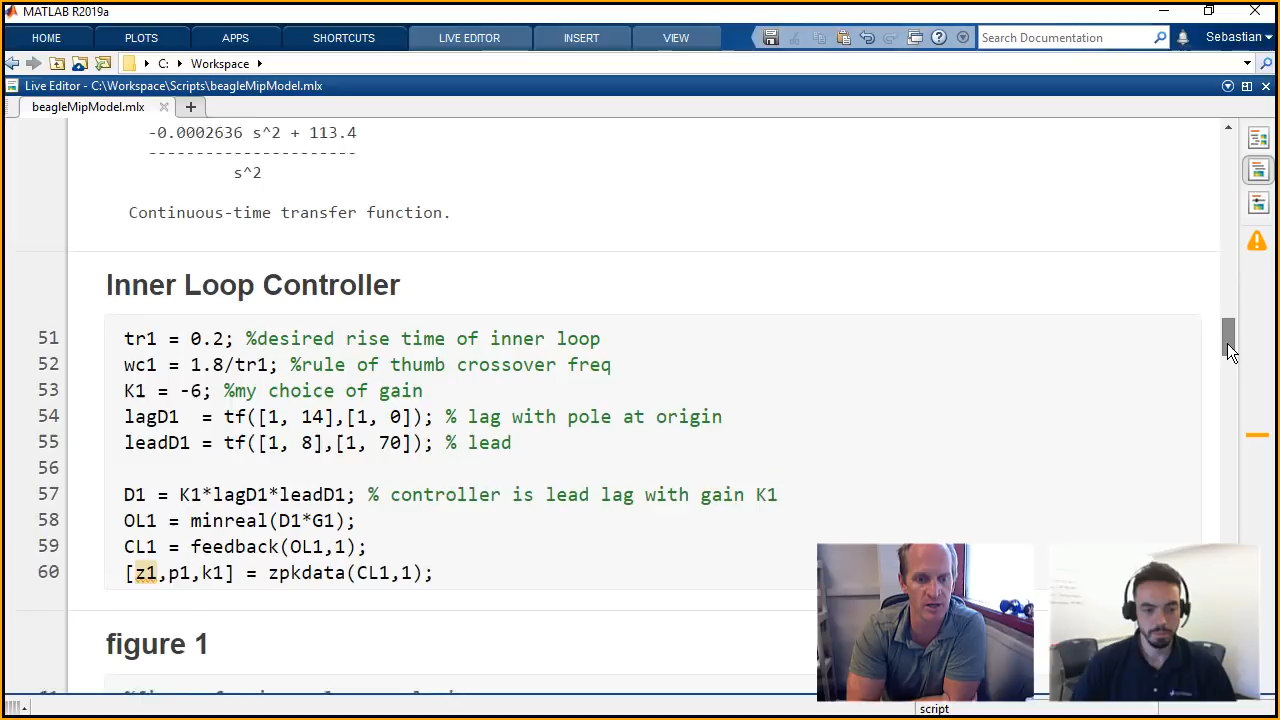 MATLAB R2019a
HOME PLOTS APPS SHORTCUTS LIVE EDITOR INSERT VIEW Search Documentation Sebastian
C: Workspace
Live Editor - C:\Workspace\Scripts\beagleMipModel.mlx
beagleMipModel.mlx
-0.0002636 s^2 + 113.4
----------------------
s^2
Continuous-time transfer function.
Inner Loop Controller
51 tr1 = 0.2; %desired rise time of inner loop
52 wc1 = 1.8/tr1; %rule of thumb crossover freq
53 K1 = -6; %my choice of gain
54 lagD1  = tf([1, 14],[1, 0]); % lag with pole at origin
55 leadD1 = tf([1, 8],[1, 70]); % lead
56
57 D1 = K1*lagD1*leadD1; % controller is lead lag with gain K1
58 OL1 = minreal(D1*G1);
59 CL1 = feedback(OL1,1);
60 [z1,p1,k1] = zpkdata(CL1,1);
figure 1
script